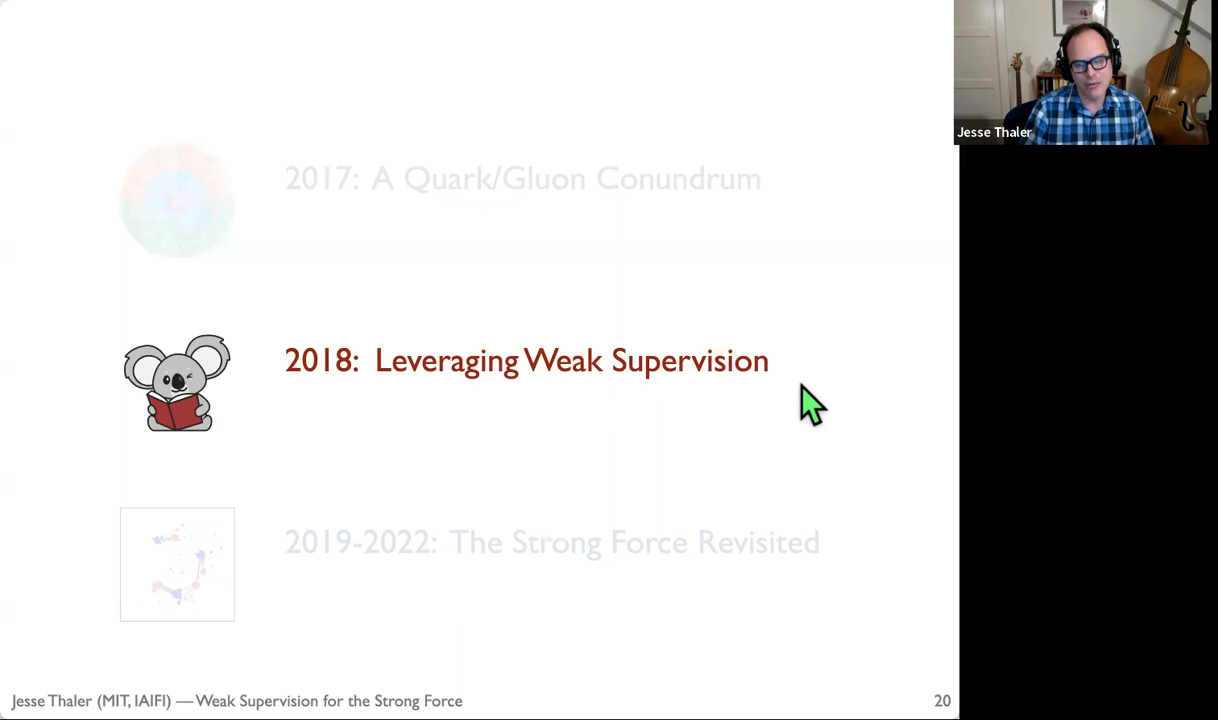 Jesse Thaler
2017: A Quark/Gluon Conundrum
2018: Leveraging Weak Supervision
2019-2022: The Strong Force Revisited
Jesse Thaler (MIT, IAIFI) — Weak Supervision for the Strong Force
20